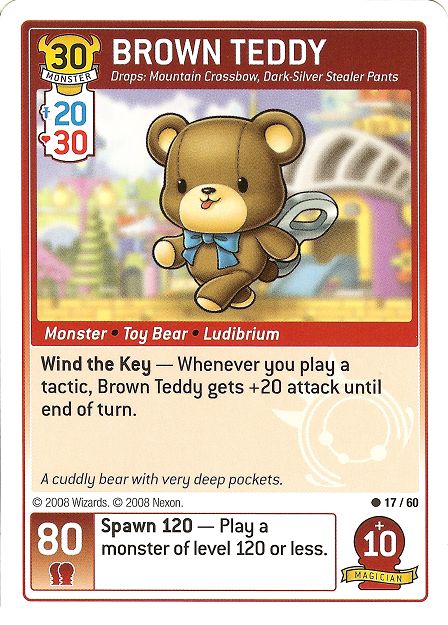 30
MONSTER
BROWN TEDDY
Drops: Mountain Crossbow, Dark-Silver Stealer Pants
20
30
Monster • Toy Bear • Ludibrium
Wind the Key — Whenever you play a
tactic, Brown Teddy gets +20 attack until
end of turn.
A cuddly bear with very deep pockets.
© 2008 Wizards. © 2008 Nexon.
● 17 / 60
80
Spawn 120 — Play a
monster of level 120 or less.
+
10
MAGICIAN